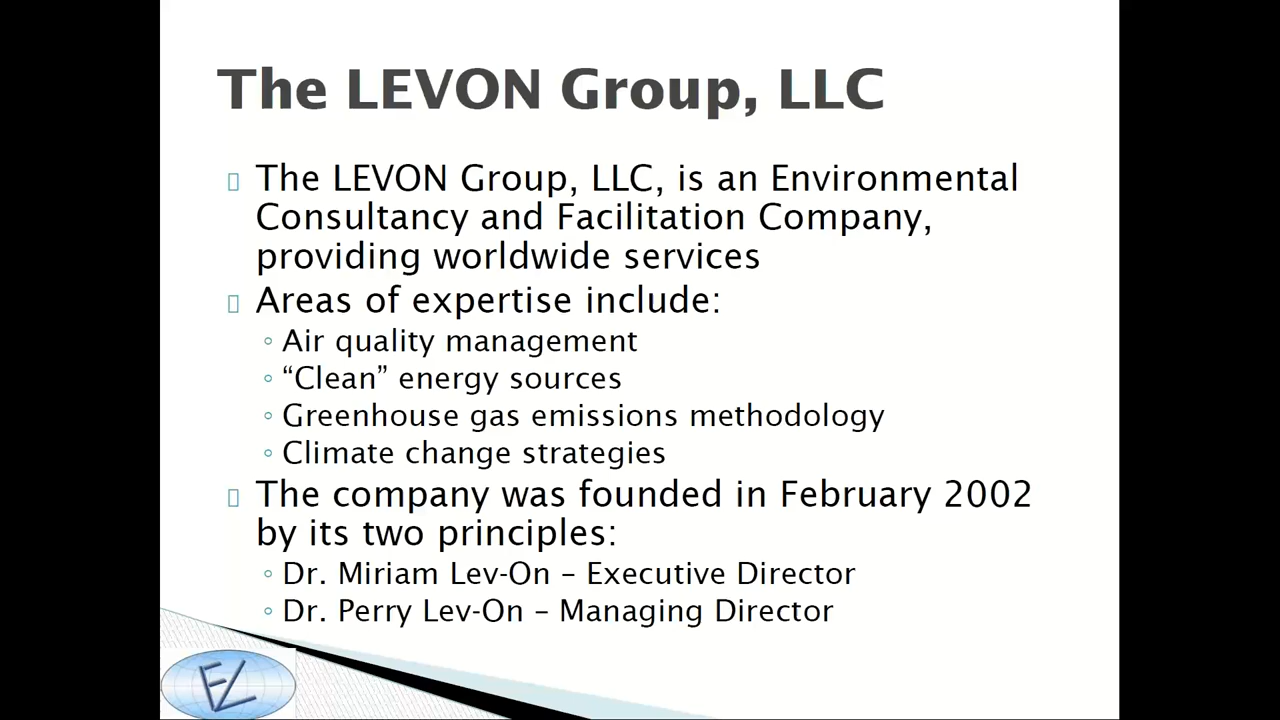 The LEVON Group, LLC
The LEVON Group, LLC, is an Environmental
Consultancy and Facilitation Company,
providing worldwide services
Areas of expertise include:
Air quality management
“Clean” energy sources
Greenhouse gas emissions methodology
Climate change strategies
The company was founded in February 2002
by its two principles:
Dr. Miriam Lev-On – Executive Director
Dr. Perry Lev-On – Managing Director
EL